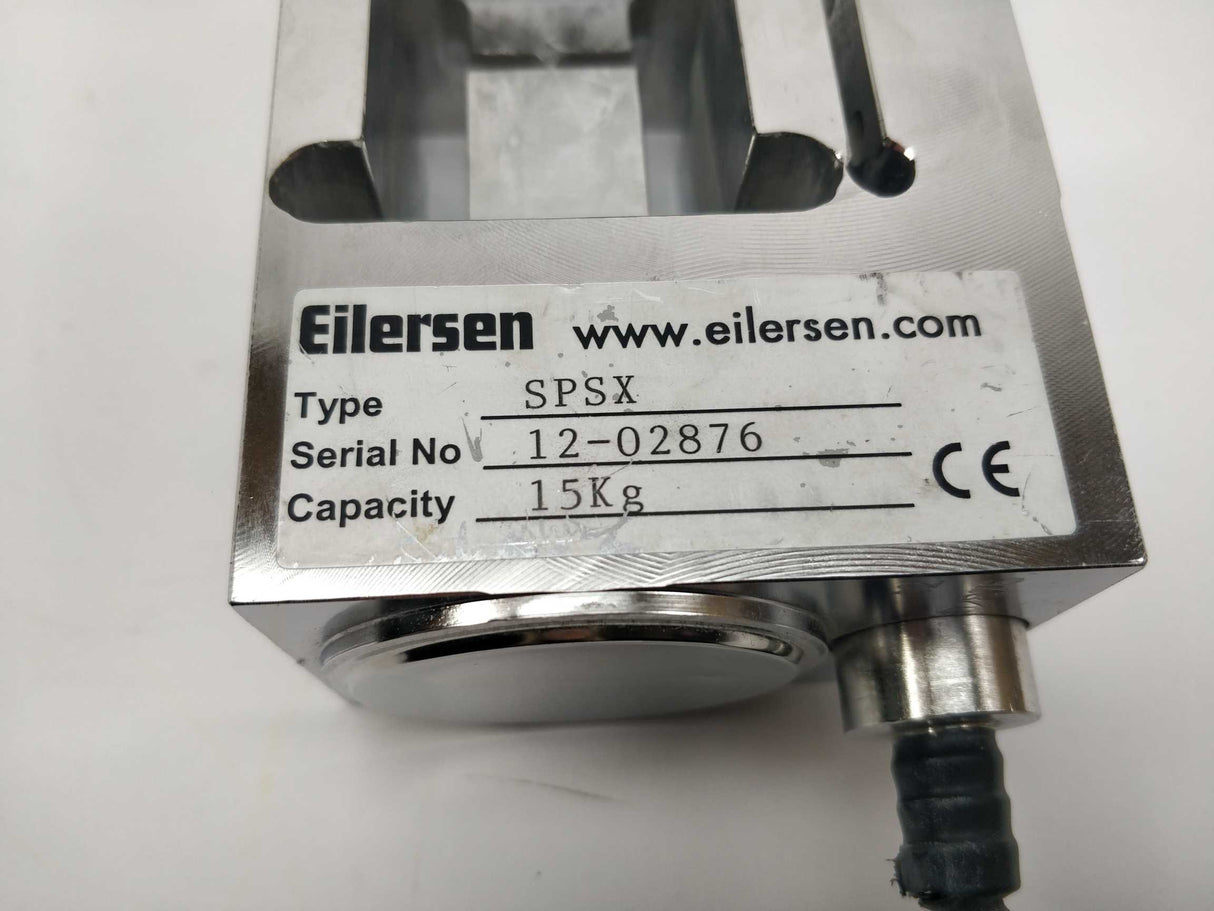 Eilersen www.eilersen.com
Type SPSX
Serial No 12-02876
Capacity 15Kg
CE